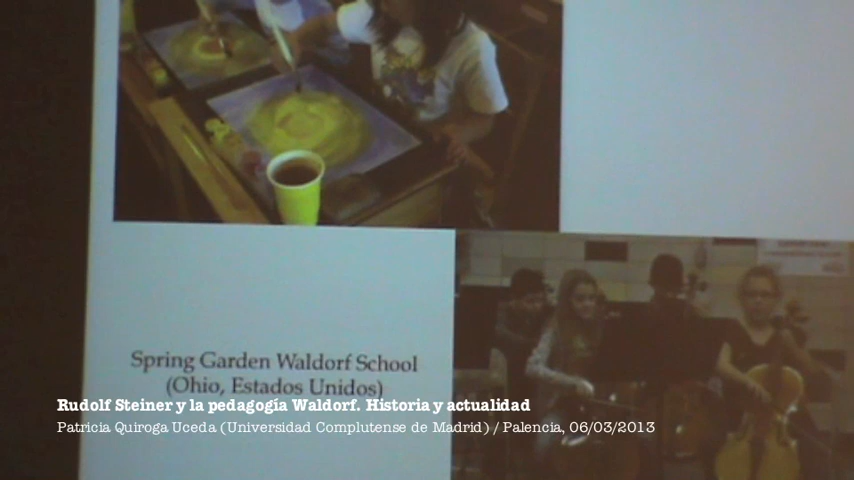 Spring Garden Waldorf School
(Ohio, Estados Unidos)
Rudolf Steiner y la pedagogía Waldorf. Historia y actualidad
Patricia Quiroga Uceda (Universidad Complutense de Madrid) / Palencia, 06/03/2013